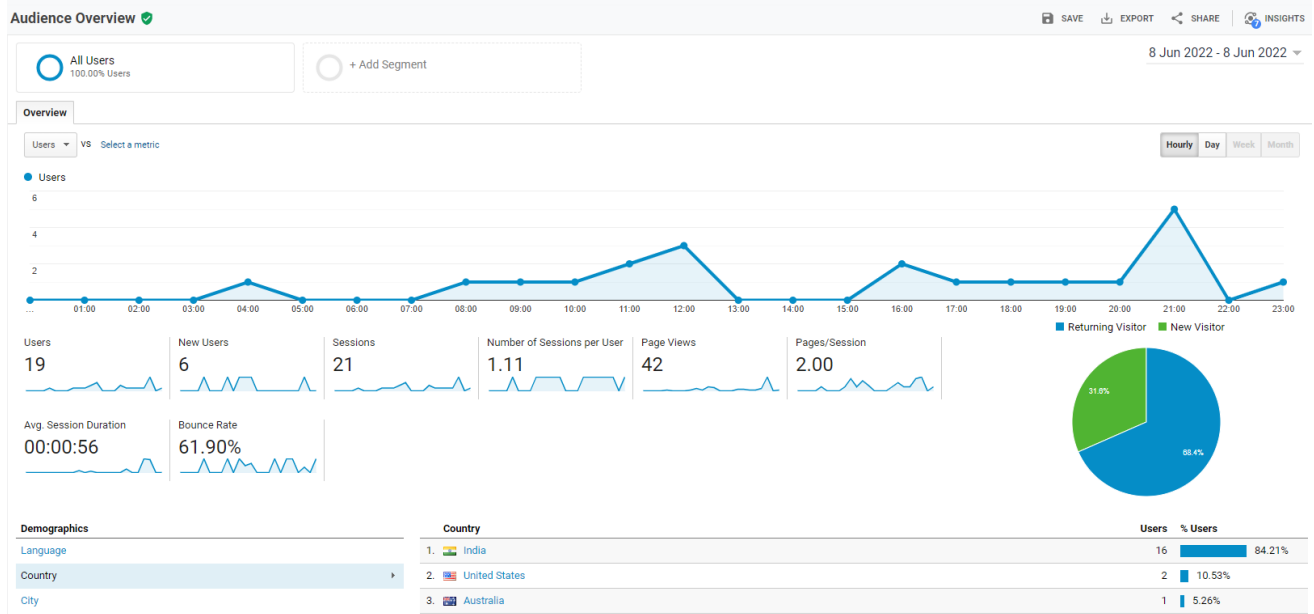 Audience Overview
SAVE EXPORT SHARE 7 INSIGHTS
All Users
100.00% Users
+ Add Segment
8 Jun 2022 - 8 Jun 2022
Overview
Users VS Select a metric
Hourly Day Week Month
Users
6
4
2
... 01:00 02:00 03:00 04:00 05:00 06:00 07:00 08:00 09:00 10:00 11:00 12:00 13:00 14:00 15:00 16:00 17:00 18:00 19:00 20:00 21:00 22:00 23:00
Returning Visitor New Visitor
Users
19
New Users
6
Sessions
21
Number of Sessions per User
1.11
Page Views
42
Pages/Session
2.00
Avg. Session Duration
00:00:56
Bounce Rate
61.90%
31.6%
68.4%
Demographics
Language
Country
City
Country Users % Users
1. India 16 84.21%
2. United States 2 10.53%
3. Australia 1 5.26%